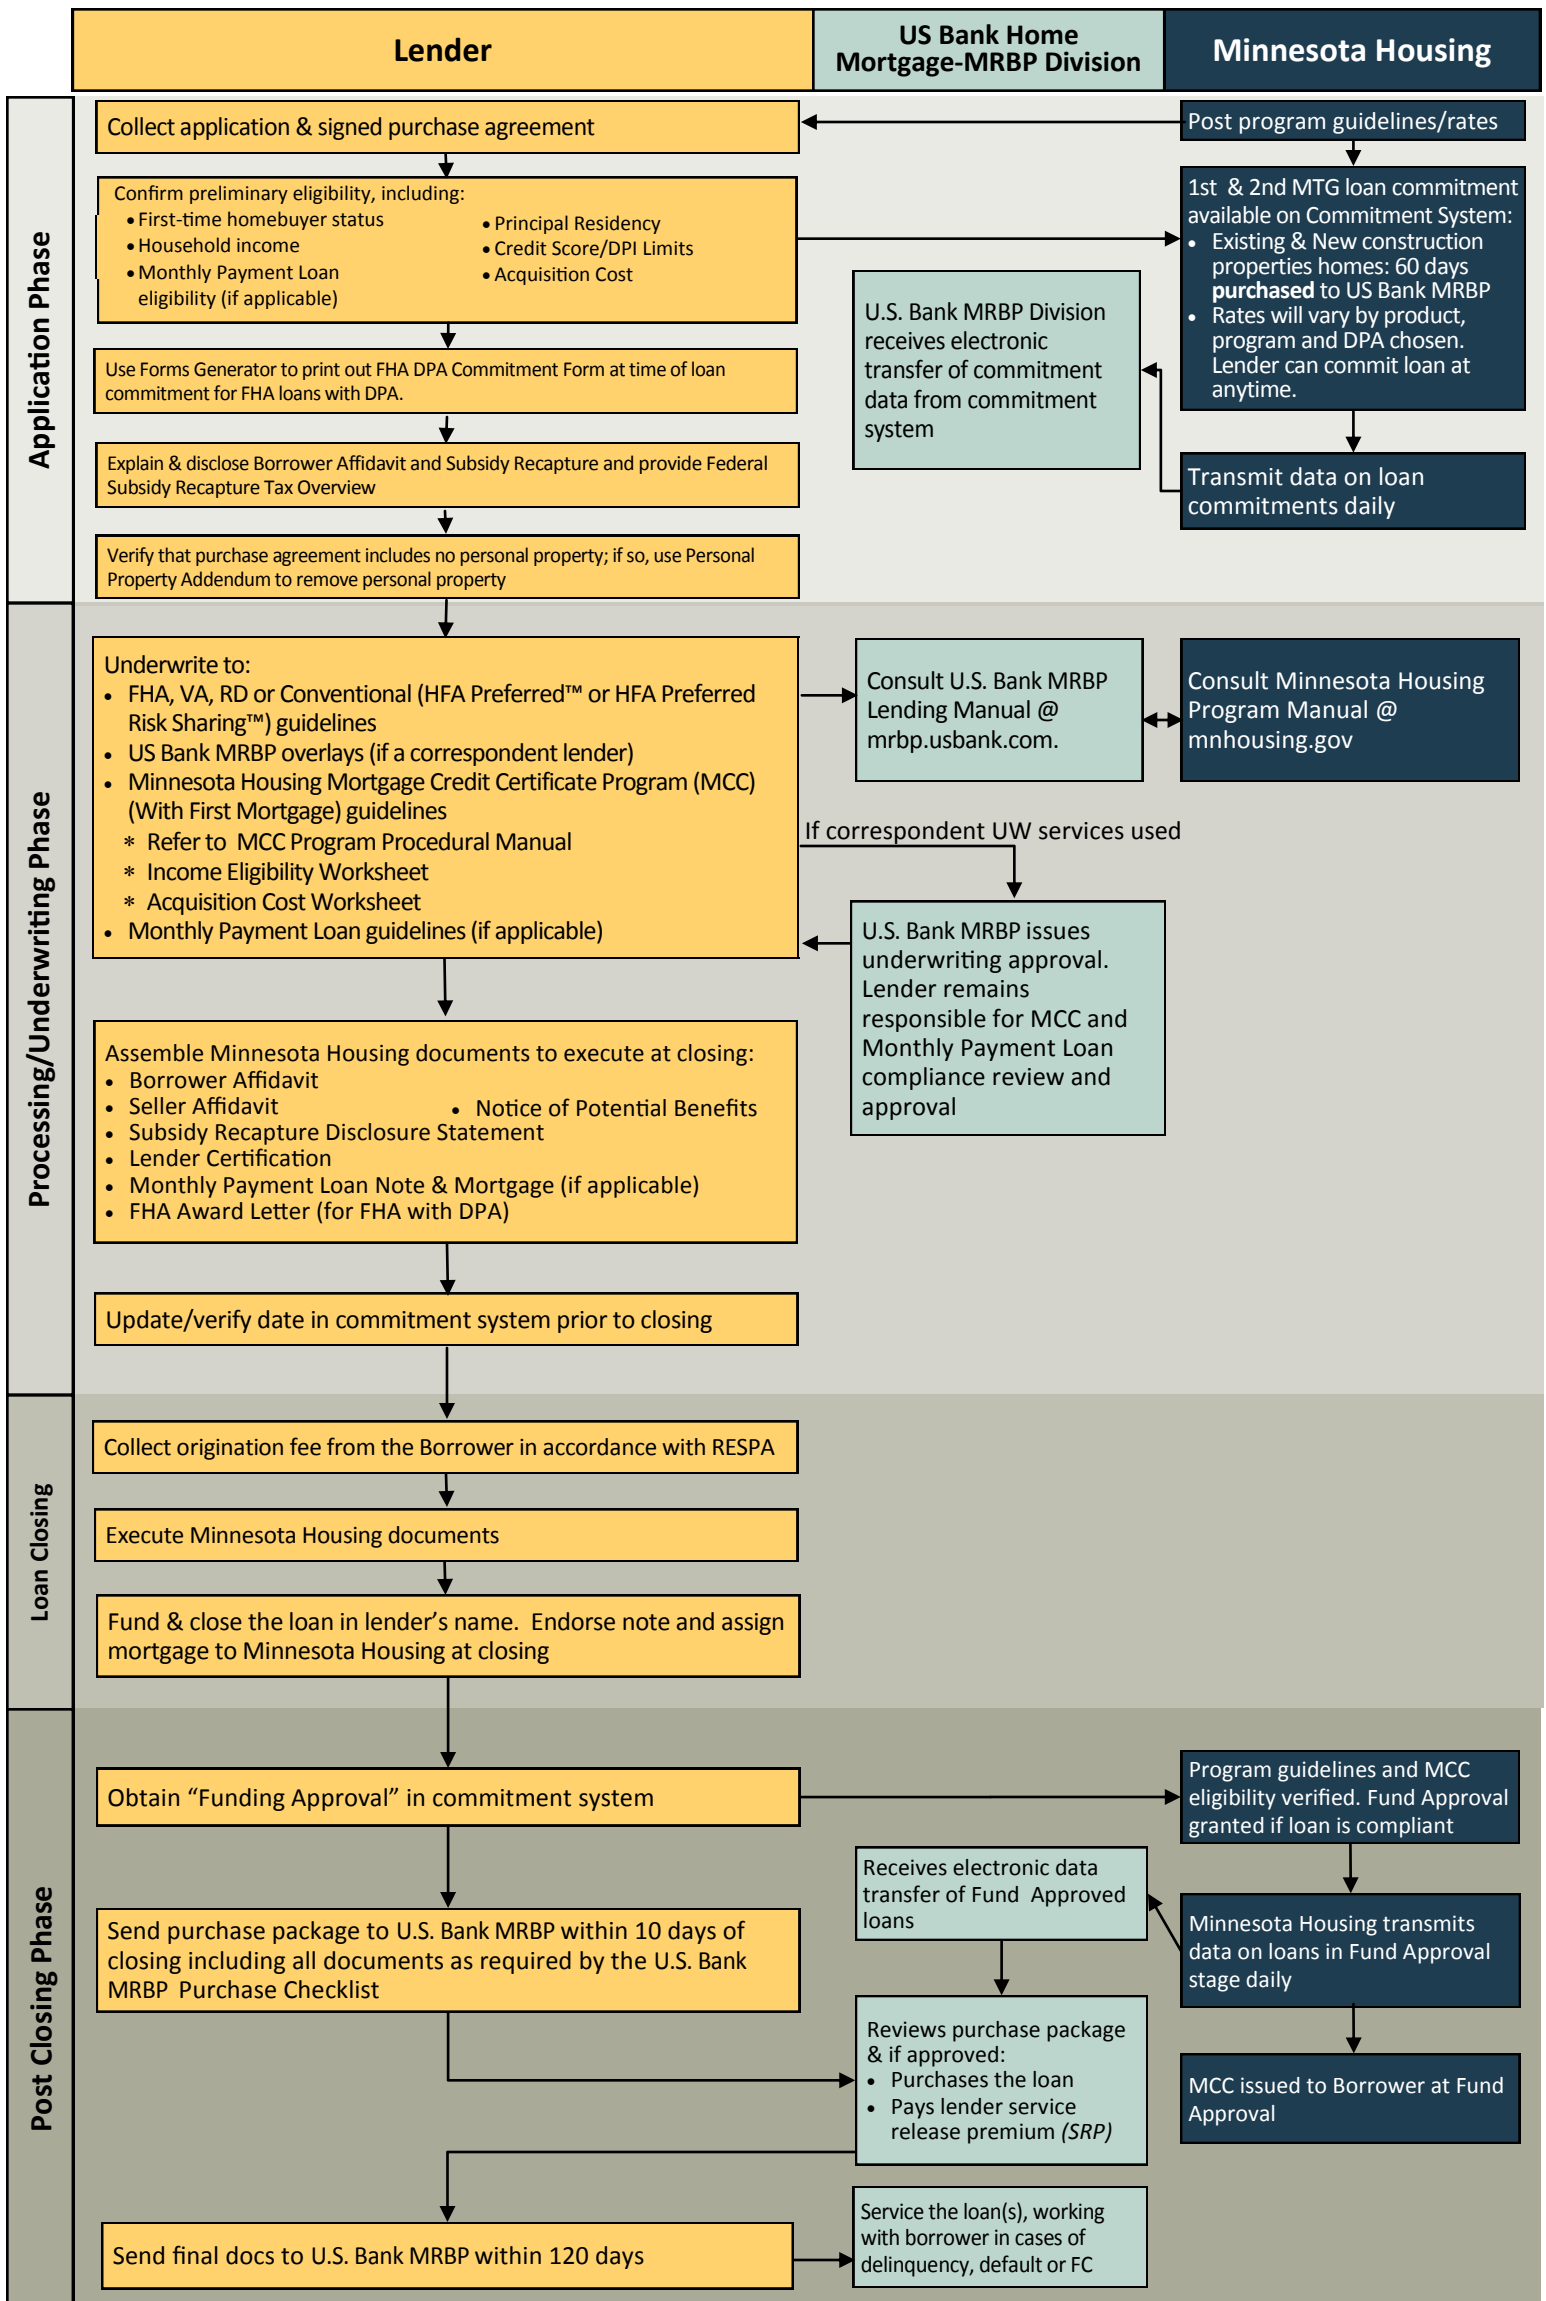 Lender
US Bank Home
Mortgage-MRBP Division
Minnesota Housing
Application Phase
Collect application & signed purchase agreement
Post program guidelines/rates
Confirm preliminary eligibility, including:
• First-time homebuyer status
• Household income
• Monthly Payment Loan
eligibility (if applicable)
• Principal Residency
• Credit Score/DPI Limits
• Acquisition Cost
1st & 2nd MTG loan commitment
available on Commitment System:
• Existing & New construction
properties homes: 60 days
purchased to US Bank MRBP
• Rates will vary by product,
program and DPA chosen.
Lender can commit loan at
anytime.
U.S. Bank MRBP Division
receives electronic
transfer of commitment
data from commitment
system
Use Forms Generator to print out FHA DPA Commitment Form at time of loan
commitment for FHA loans with DPA.
Explain & disclose Borrower Affidavit and Subsidy Recapture and provide Federal
Subsidy Recapture Tax Overview
Transmit data on loan
commitments daily
Verify that purchase agreement includes no personal property; if so, use Personal
Property Addendum to remove personal property
Processing/Underwriting Phase
Underwrite to:
• FHA, VA, RD or Conventional (HFA Preferred™ or HFA Preferred
Risk Sharing™) guidelines
• US Bank MRBP overlays (if a correspondent lender)
• Minnesota Housing Mortgage Credit Certificate Program (MCC)
(With First Mortgage) guidelines
* Refer to MCC Program Procedural Manual
* Income Eligibility Worksheet
* Acquisition Cost Worksheet
• Monthly Payment Loan guidelines (if applicable)
Consult U.S. Bank MRBP
Lending Manual @
mrbp.usbank.com.
Consult Minnesota Housing
Program Manual @
mnhousing.gov
If correspondent UW services used
U.S. Bank MRBP issues
underwriting approval.
Lender remains
responsible for MCC and
Monthly Payment Loan
compliance review and
approval
Assemble Minnesota Housing documents to execute at closing:
• Borrower Affidavit
• Seller Affidavit • Notice of Potential Benefits
• Subsidy Recapture Disclosure Statement
• Lender Certification
• Monthly Payment Loan Note & Mortgage (if applicable)
• FHA Award Letter (for FHA with DPA)
Update/verify date in commitment system prior to closing
Loan Closing
Collect origination fee from the Borrower in accordance with RESPA
Execute Minnesota Housing documents
Fund & close the loan in lender's name. Endorse note and assign
mortgage to Minnesota Housing at closing
Post Closing Phase
Obtain “Funding Approval” in commitment system
Program guidelines and MCC
eligibility verified. Fund Approval
granted if loan is compliant
Receives electronic data
transfer of Fund Approved
loans
Minnesota Housing transmits
data on loans in Fund Approval
stage daily
Send purchase package to U.S. Bank MRBP within 10 days of
closing including all documents as required by the U.S. Bank
MRBP Purchase Checklist
Reviews purchase package
& if approved:
• Purchases the loan
• Pays lender service
release premium (SRP)
MCC issued to Borrower at Fund
Approval
Send final docs to U.S. Bank MRBP within 120 days
Service the loan(s), working
with borrower in cases of
delinquency, default or FC